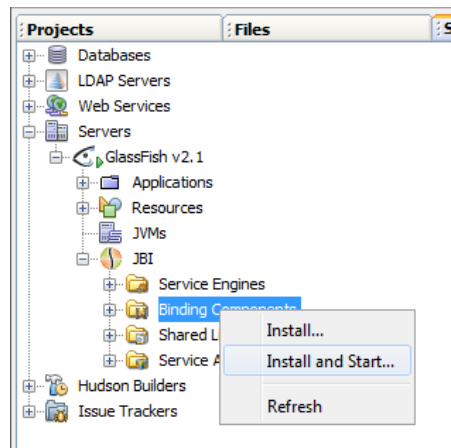 Projects
Files
S
Databases
LDAP Servers
Web Services
Servers
GlassFish v2.1
Applications
Resources
JVMs
JBI
Service Engines
Binding Components
Shared Li
Service A
Install...
Install and Start...
Refresh
Hudson Builders
Issue Trackers